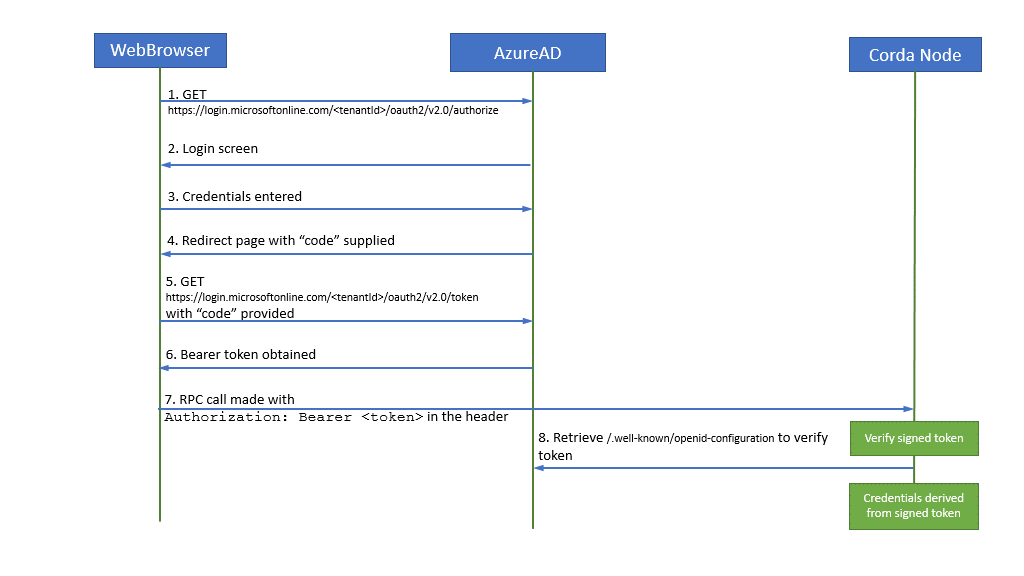 WebBrowser
AzureAD
Corda Node
1. GET
https://login.microsoftonline.com/<tenantId>/oauth2/v2.0/authorize
2. Login screen
3. Credentials entered
4. Redirect page with “code” supplied
5. GET
https://login.microsoftonline.com/<tenantId>/oauth2/v2.0/token
with “code” provided
6. Bearer token obtained
7. RPC call made with
Authorization: Bearer <token> in the header
Verify signed token
8. Retrieve /.well-known/openid-configuration to verify
token
Credentials derived
from signed token